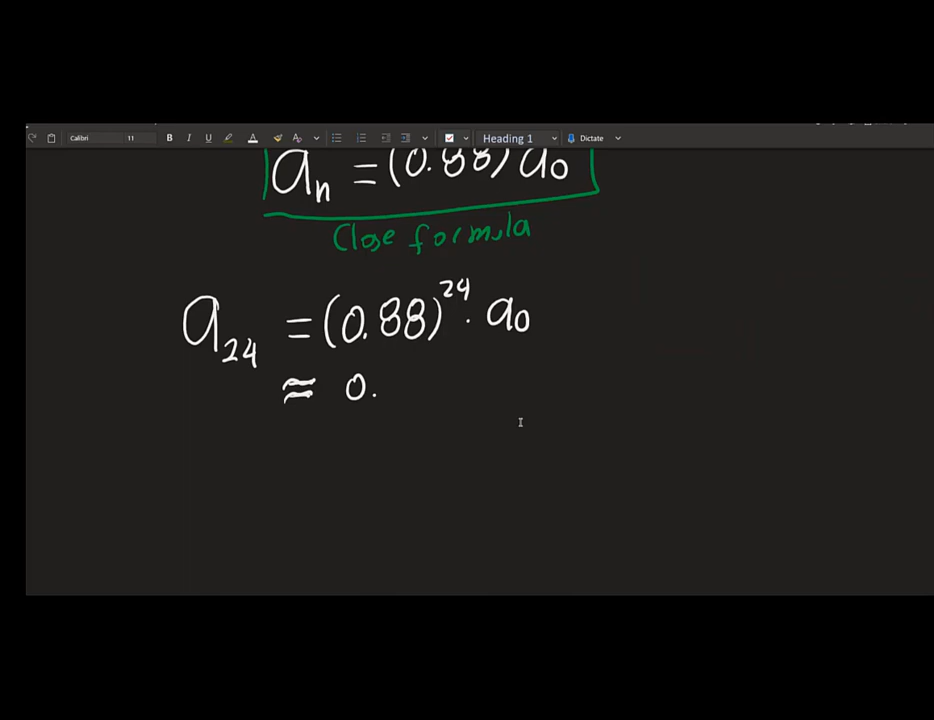 Calibri 11 B I U A Heading 1 Dictate
aₙ = (0.88) a₀
Close formula
a₂₄ = (0.88)²⁴ · a₀
≈ 0.